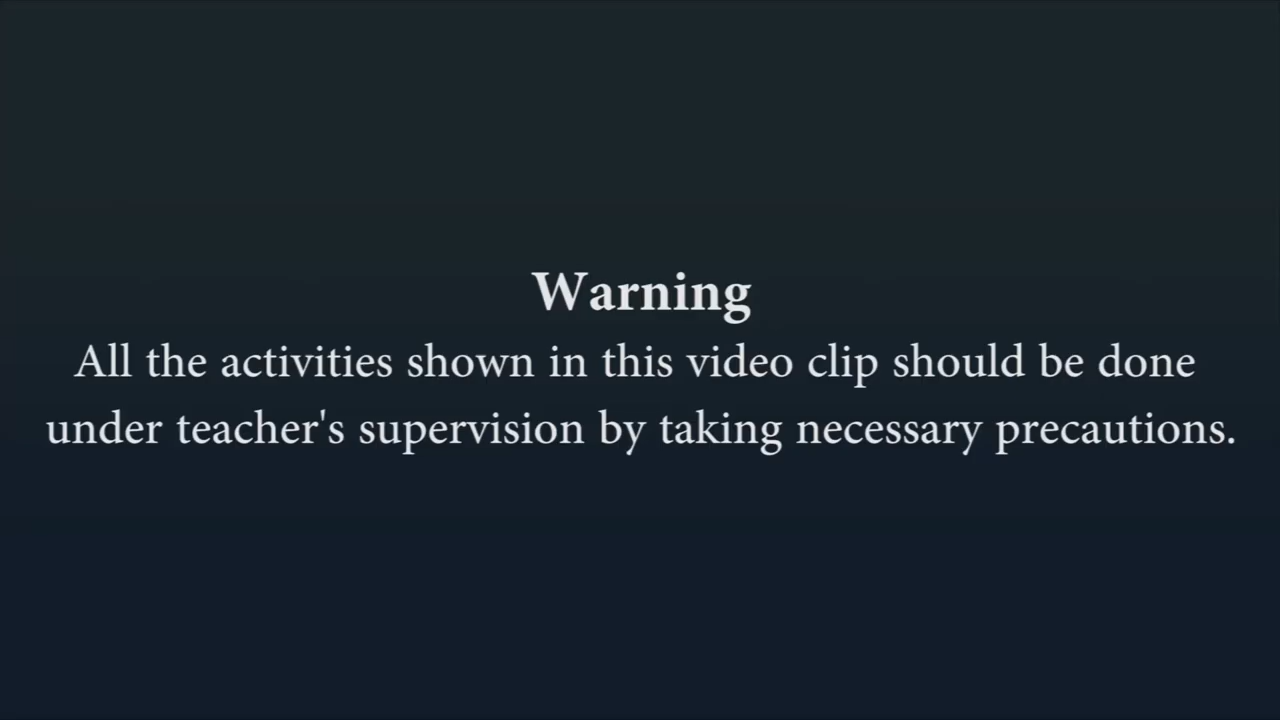 Warning
All the activities shown in this video clip should be done
under teacher's supervision by taking necessary precautions.